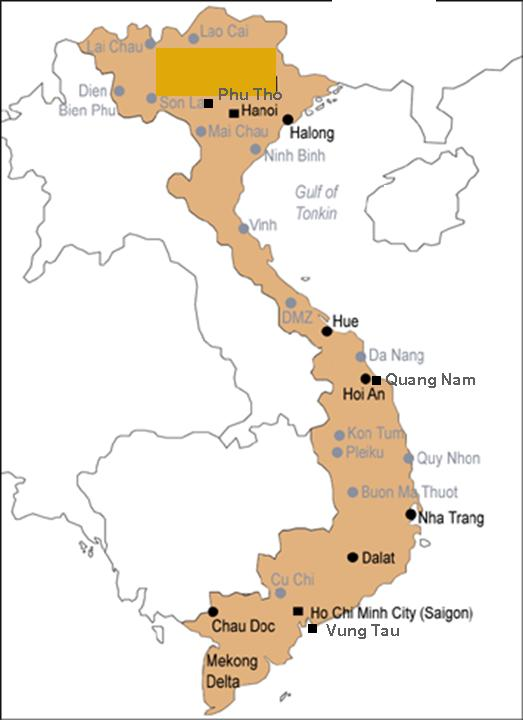 Lao Cai
Lai Chau
Dien
Bien Phu
Son La
Phu Tho
Hanoi
Halong
Mai Chau
Ninh Binh
Gulf of
Tonkin
Vinh
DMZ
Hue
Da Nang
Quang Nam
Hoi An
Kon Tum
Pleiku
Quy Nhon
Buon Ma Thuot
Nha Trang
Dalat
Cu Chi
Ho Chi Minh City (Saigon)
Chau Doc
Vung Tau
Mekong
Delta